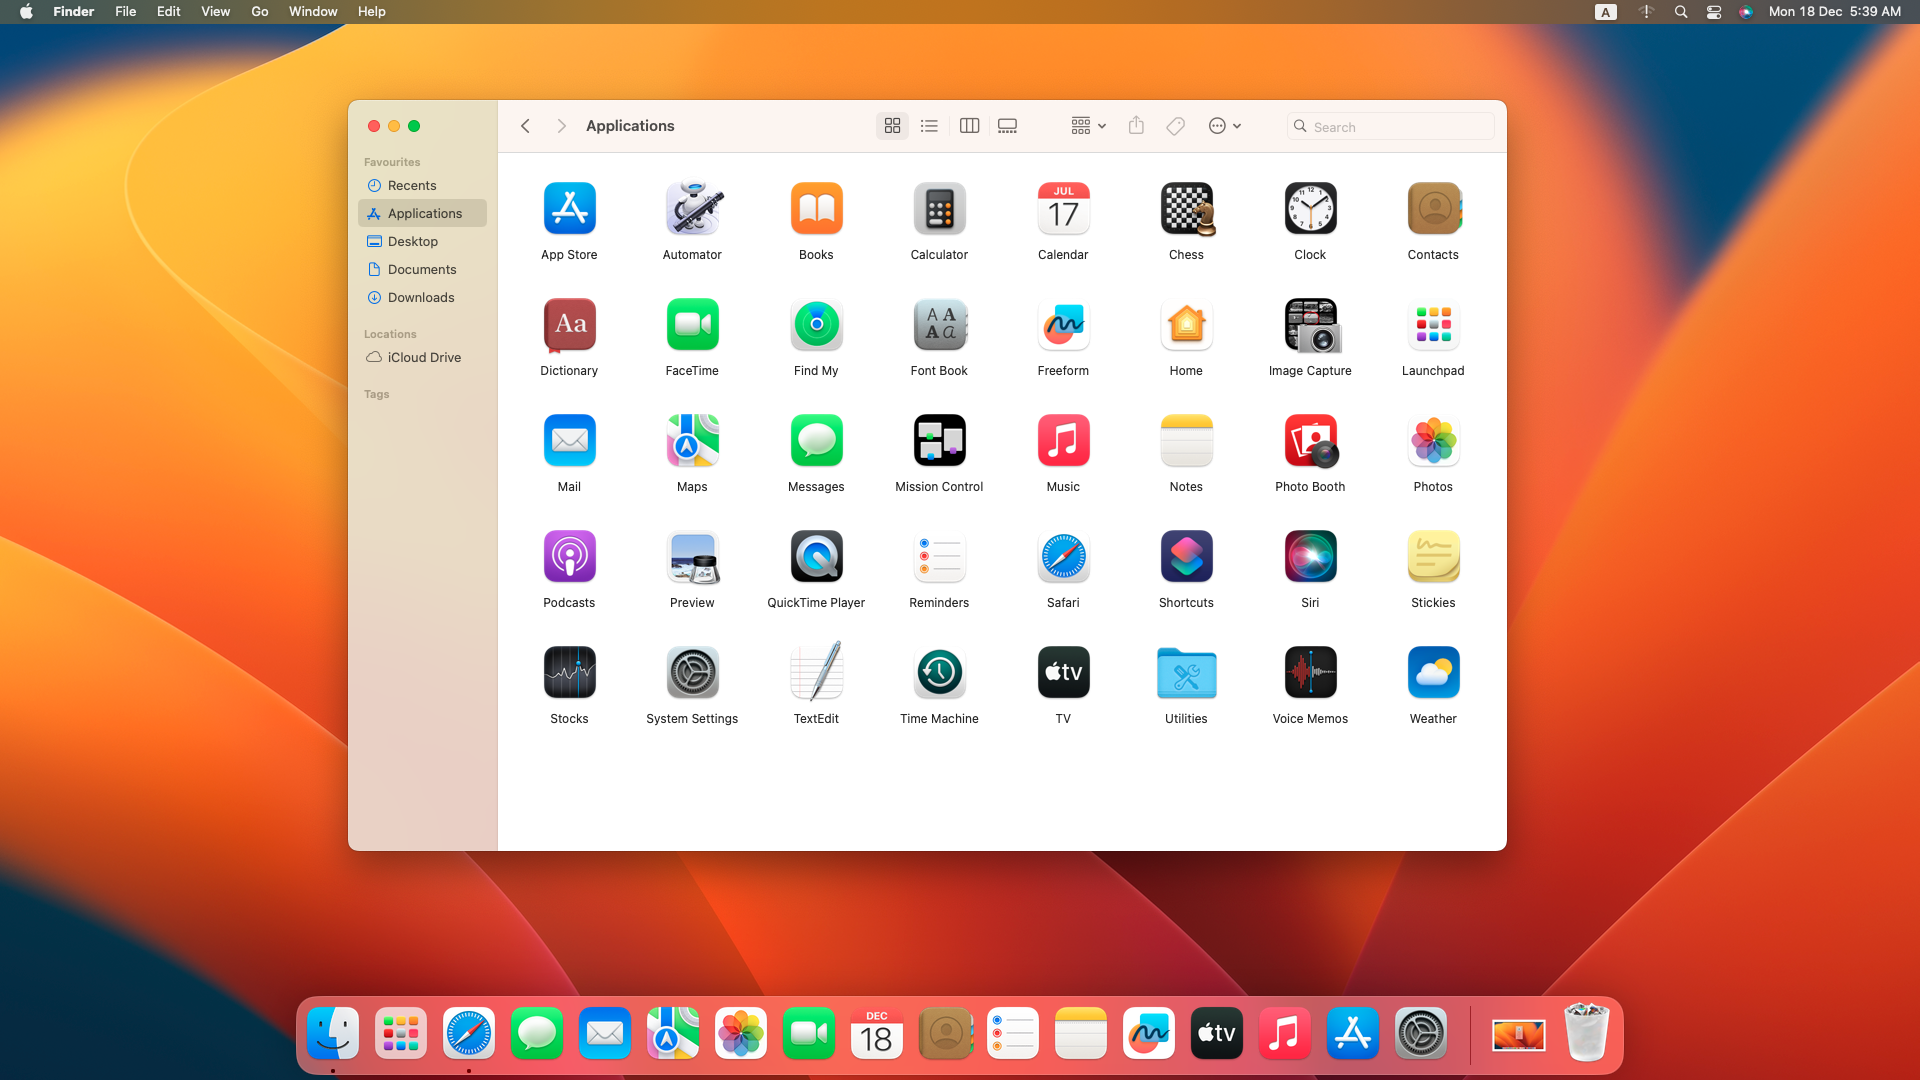 Finder File Edit View Go Window Help
A Mon 18 Dec 5:39 AM
Applications
Search
Favourites
Recents
Applications
Desktop
Documents
Downloads
Locations
iCloud Drive
Tags
JUL
17
App Store Automator Books Calculator Calendar Chess Clock Contacts
Aa
A A
A a
Dictionary FaceTime Find My Font Book Freeform Home Image Capture Launchpad
Mail Maps Messages Mission Control Music Notes Photo Booth Photos
Podcasts Preview QuickTime Player Reminders Safari Shortcuts Siri Stickies
tv
Stocks System Settings TextEdit Time Machine TV Utilities Voice Memos Weather
DEC
18
tv